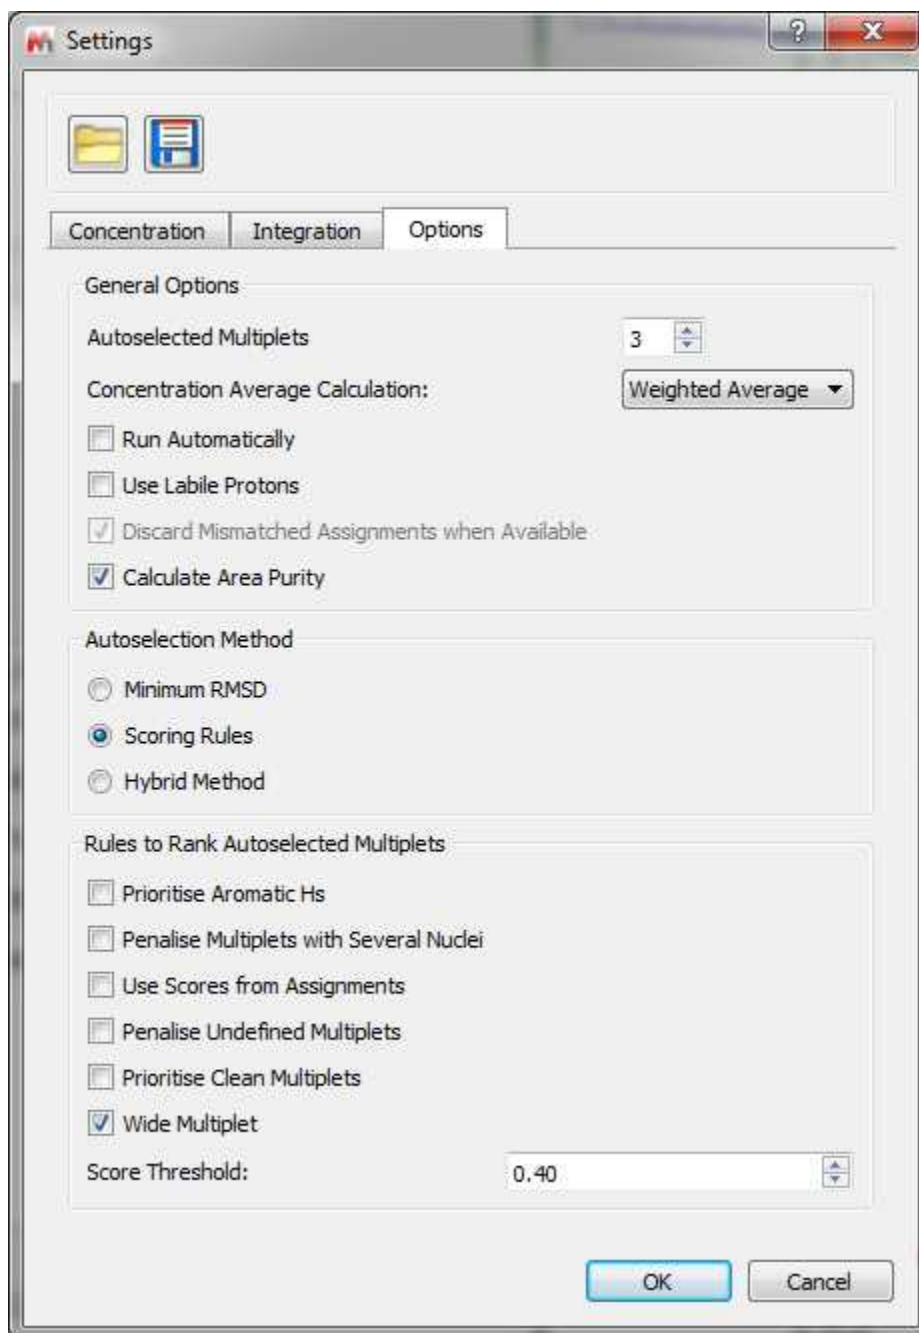 Settings
?
Concentration Integration Options
General Options
Autoselected Multiplets 3
Concentration Average Calculation: Weighted Average
Run Automatically
Use Labile Protons
Discard Mismatched Assignments when Available
Calculate Area Purity
Autoselection Method
Minimum RMSD
Scoring Rules
Hybrid Method
Rules to Rank Autoselected Multiplets
Prioritise Aromatic Hs
Penalise Multiplets with Several Nuclei
Use Scores from Assignments
Penalise Undefined Multiplets
Prioritise Clean Multiplets
Wide Multiplet
Score Threshold: 0.40
OK Cancel